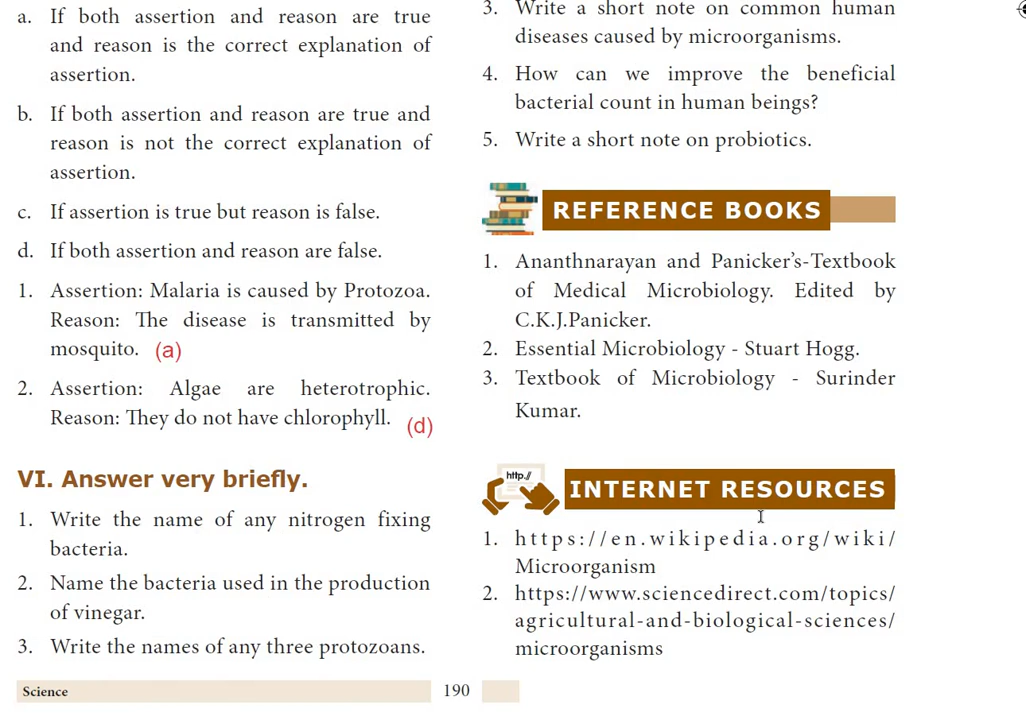 a. If both assertion and reason are true
and reason is the correct explanation of
assertion.
b. If both assertion and reason are true and
reason is not the correct explanation of
assertion.
c. If assertion is true but reason is false.
d. If both assertion and reason are false.
1. Assertion: Malaria is caused by Protozoa.
Reason: The disease is transmitted by
mosquito. (a)
2. Assertion: Algae are heterotrophic.
Reason: They do not have chlorophyll. (d)
VI. Answer very briefly.
1. Write the name of any nitrogen fixing
bacteria.
2. Name the bacteria used in the production
of vinegar.
3. Write the names of any three protozoans.
3. Write a short note on common human
diseases caused by microorganisms.
4. How can we improve the beneficial
bacterial count in human beings?
5. Write a short note on probiotics.
REFERENCE BOOKS
1. Ananthnarayan and Panicker's-Textbook
of Medical Microbiology. Edited by
C.K.J.Panicker.
2. Essential Microbiology - Stuart Hogg.
3. Textbook of Microbiology - Surinder
Kumar.
http://
INTERNET RESOURCES
1. https://en.wikipedia.org/wiki/
Microorganism
2. https://www.sciencedirect.com/topics/
agricultural-and-biological-sciences/
microorganisms
Science 190